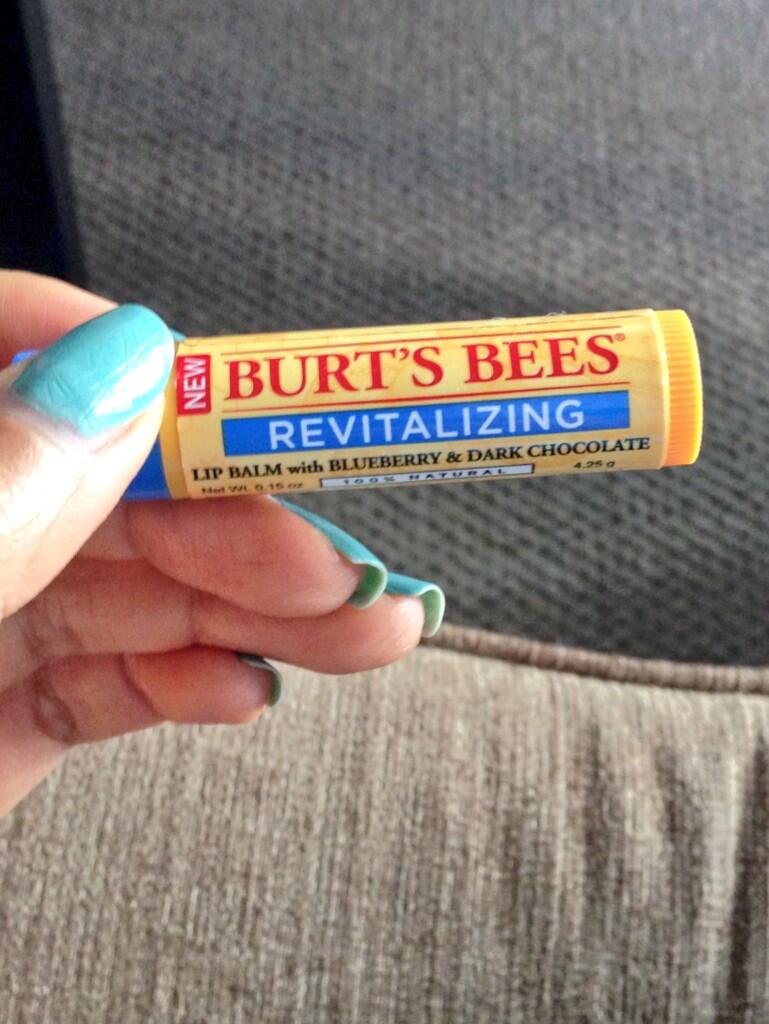 NEW
BURT'S BEES®
REVITALIZING
LIP BALM with BLUEBERRY & DARK CHOCOLATE
Net Wt. 0.15 oz 100% NATURAL 4.25 g